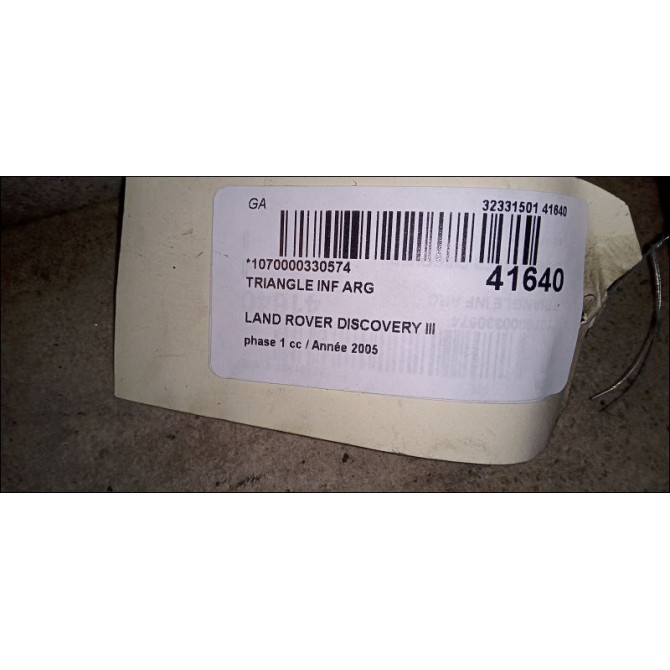 GA
32331501 41640
*1070000330574
41640
TRIANGLE INF ARG
LAND ROVER DISCOVERY III
phase 1 cc / Année 2005